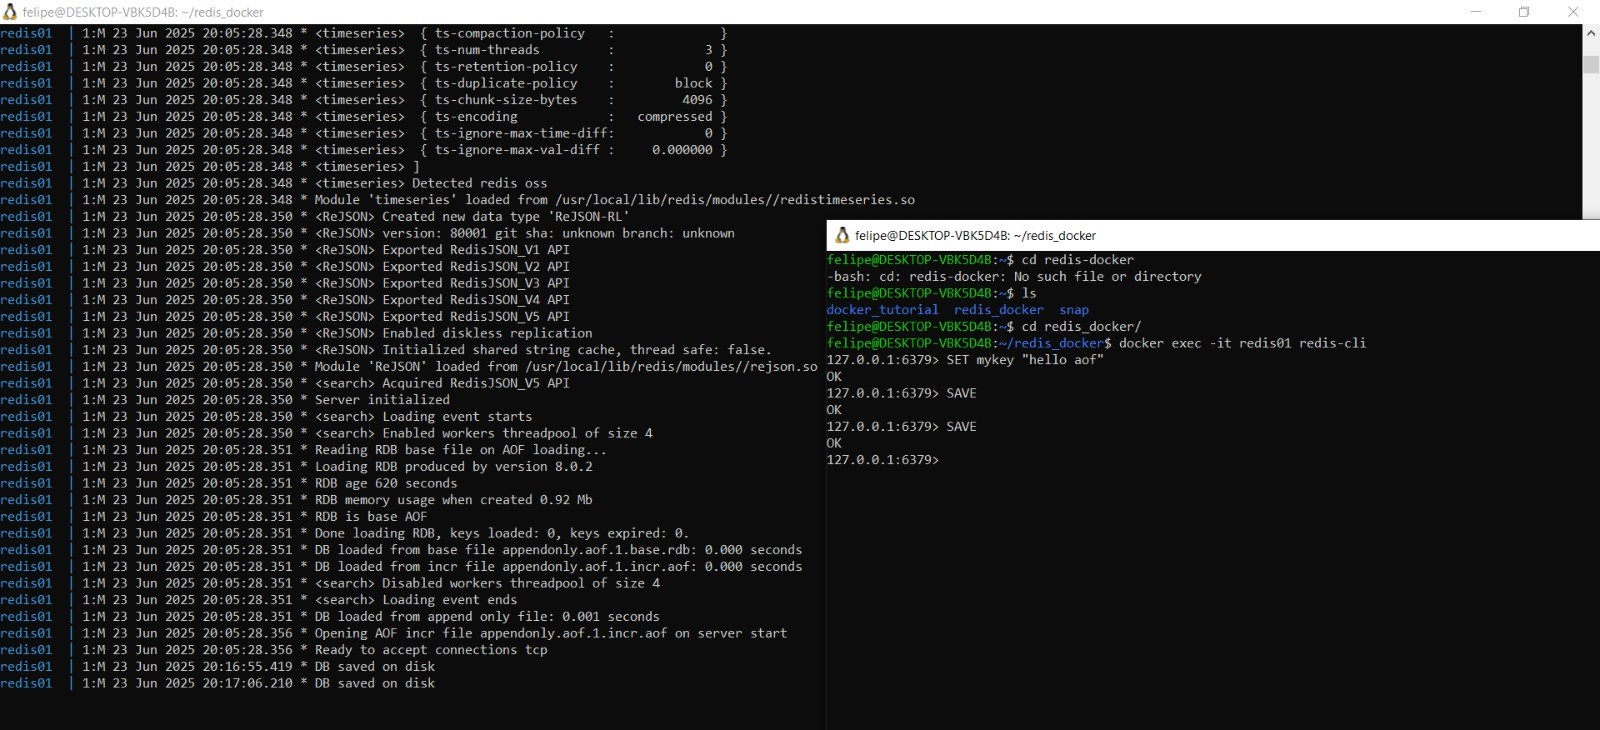 felipe@DESKTOP-VBK5D4B: ~/redis_docker
redis01  | 1:M 23 Jun 2025 20:05:28.348 * <timeseries>  { ts-compaction-policy   :              }
redis01  | 1:M 23 Jun 2025 20:05:28.348 * <timeseries>  { ts-num-threads         :            3 }
redis01  | 1:M 23 Jun 2025 20:05:28.348 * <timeseries>  { ts-retention-policy    :            0 }
redis01  | 1:M 23 Jun 2025 20:05:28.348 * <timeseries>  { ts-duplicate-policy    :        block }
redis01  | 1:M 23 Jun 2025 20:05:28.348 * <timeseries>  { ts-chunk-size-bytes    :         4096 }
redis01  | 1:M 23 Jun 2025 20:05:28.348 * <timeseries>  { ts-encoding            :   compressed }
redis01  | 1:M 23 Jun 2025 20:05:28.348 * <timeseries>  { ts-ignore-max-time-diff:            0 }
redis01  | 1:M 23 Jun 2025 20:05:28.348 * <timeseries>  { ts-ignore-max-val-diff :     0.000000 }
redis01  | 1:M 23 Jun 2025 20:05:28.348 * <timeseries> ]
redis01  | 1:M 23 Jun 2025 20:05:28.348 * <timeseries> Detected redis oss
redis01  | 1:M 23 Jun 2025 20:05:28.348 * Module 'timeseries' loaded from /usr/local/lib/redis/modules//redistimeseries.so
redis01  | 1:M 23 Jun 2025 20:05:28.350 * <ReJSON> Created new data type 'ReJSON-RL'
redis01  | 1:M 23 Jun 2025 20:05:28.350 * <ReJSON> version: 80001 git sha: unknown branch: unknown
redis01  | 1:M 23 Jun 2025 20:05:28.350 * <ReJSON> Exported RedisJSON_V1 API
redis01  | 1:M 23 Jun 2025 20:05:28.350 * <ReJSON> Exported RedisJSON_V2 API
redis01  | 1:M 23 Jun 2025 20:05:28.350 * <ReJSON> Exported RedisJSON_V3 API
redis01  | 1:M 23 Jun 2025 20:05:28.350 * <ReJSON> Exported RedisJSON_V4 API
redis01  | 1:M 23 Jun 2025 20:05:28.350 * <ReJSON> Exported RedisJSON_V5 API
redis01  | 1:M 23 Jun 2025 20:05:28.350 * <ReJSON> Enabled diskless replication
redis01  | 1:M 23 Jun 2025 20:05:28.350 * <ReJSON> Initialized shared string cache, thread safe: false.
redis01  | 1:M 23 Jun 2025 20:05:28.350 * Module 'ReJSON' loaded from /usr/local/lib/redis/modules//rejson.so
redis01  | 1:M 23 Jun 2025 20:05:28.350 * <search> Acquired RedisJSON_V5 API
redis01  | 1:M 23 Jun 2025 20:05:28.350 * Server initialized
redis01  | 1:M 23 Jun 2025 20:05:28.350 * <search> Loading event starts
redis01  | 1:M 23 Jun 2025 20:05:28.350 * <search> Enabled workers threadpool of size 4
redis01  | 1:M 23 Jun 2025 20:05:28.351 * Reading RDB base file on AOF loading...
redis01  | 1:M 23 Jun 2025 20:05:28.351 * Loading RDB produced by version 8.0.2
redis01  | 1:M 23 Jun 2025 20:05:28.351 * RDB age 620 seconds
redis01  | 1:M 23 Jun 2025 20:05:28.351 * RDB memory usage when created 0.92 Mb
redis01  | 1:M 23 Jun 2025 20:05:28.351 * RDB is base AOF
redis01  | 1:M 23 Jun 2025 20:05:28.351 * Done loading RDB, keys loaded: 0, keys expired: 0.
redis01  | 1:M 23 Jun 2025 20:05:28.351 * DB loaded from base file appendonly.aof.1.base.rdb: 0.000 seconds
redis01  | 1:M 23 Jun 2025 20:05:28.351 * DB loaded from incr file appendonly.aof.1.incr.aof: 0.000 seconds
redis01  | 1:M 23 Jun 2025 20:05:28.351 * <search> Disabled workers threadpool of size 4
redis01  | 1:M 23 Jun 2025 20:05:28.351 * <search> Loading event ends
redis01  | 1:M 23 Jun 2025 20:05:28.351 * DB loaded from append only file: 0.001 seconds
redis01  | 1:M 23 Jun 2025 20:05:28.356 * Opening AOF incr file appendonly.aof.1.incr.aof on server start
redis01  | 1:M 23 Jun 2025 20:05:28.356 * Ready to accept connections tcp
redis01  | 1:M 23 Jun 2025 20:16:55.419 * DB saved on disk
redis01  | 1:M 23 Jun 2025 20:17:06.210 * DB saved on disk
felipe@DESKTOP-VBK5D4B: ~/redis_docker
felipe@DESKTOP-VBK5D4B:~$ cd redis-docker
-bash: cd: redis-docker: No such file or directory
felipe@DESKTOP-VBK5D4B:~$ ls
docker_tutorial  redis_docker  snap
felipe@DESKTOP-VBK5D4B:~$ cd redis_docker/
felipe@DESKTOP-VBK5D4B:~/redis_docker$ docker exec -it redis01 redis-cli
127.0.0.1:6379> SET mykey "hello aof"
OK
127.0.0.1:6379> SAVE
OK
127.0.0.1:6379> SAVE
OK
127.0.0.1:6379>